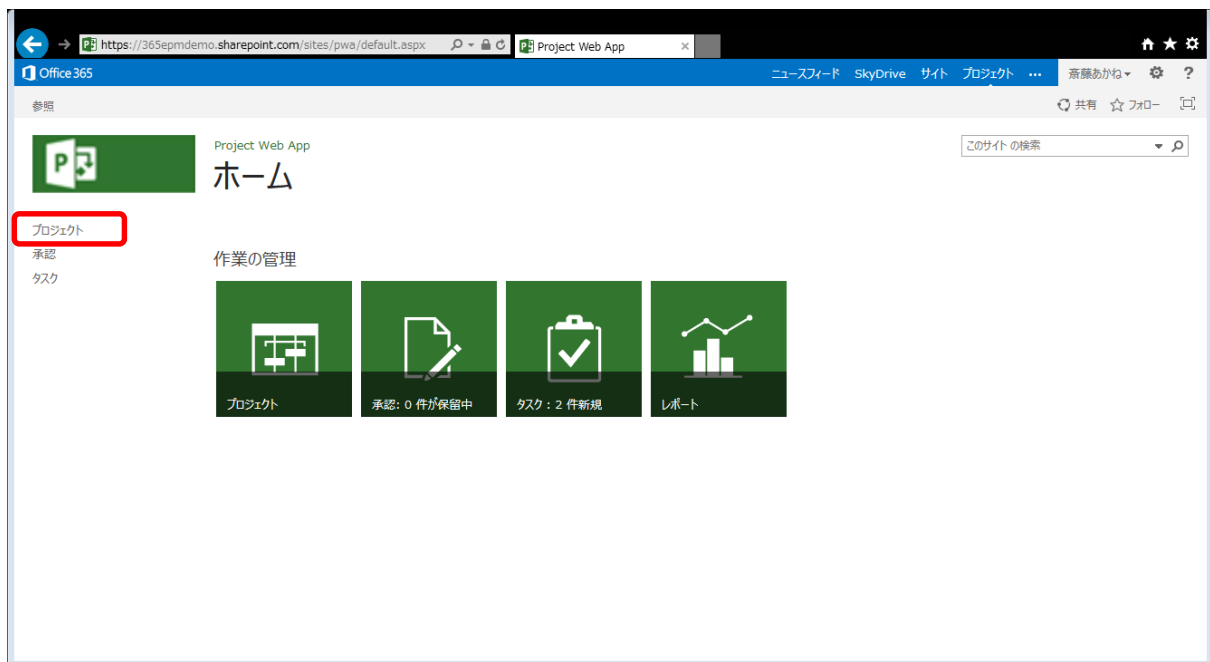 https://365epmdemo.sharepoint.com/sites/pwa/default.aspx
Project Web App
Office 365
ニュースフィード SkyDrive サイト プロジェクト ... 斎藤あかね ?
参照
共有 フォロー
Project Web App
ホーム
このサイト の検索
プロジェクト
承認
タスク
作業の管理
プロジェクト
承認: 0 件が保留中
タスク : 2 件新規
レポート